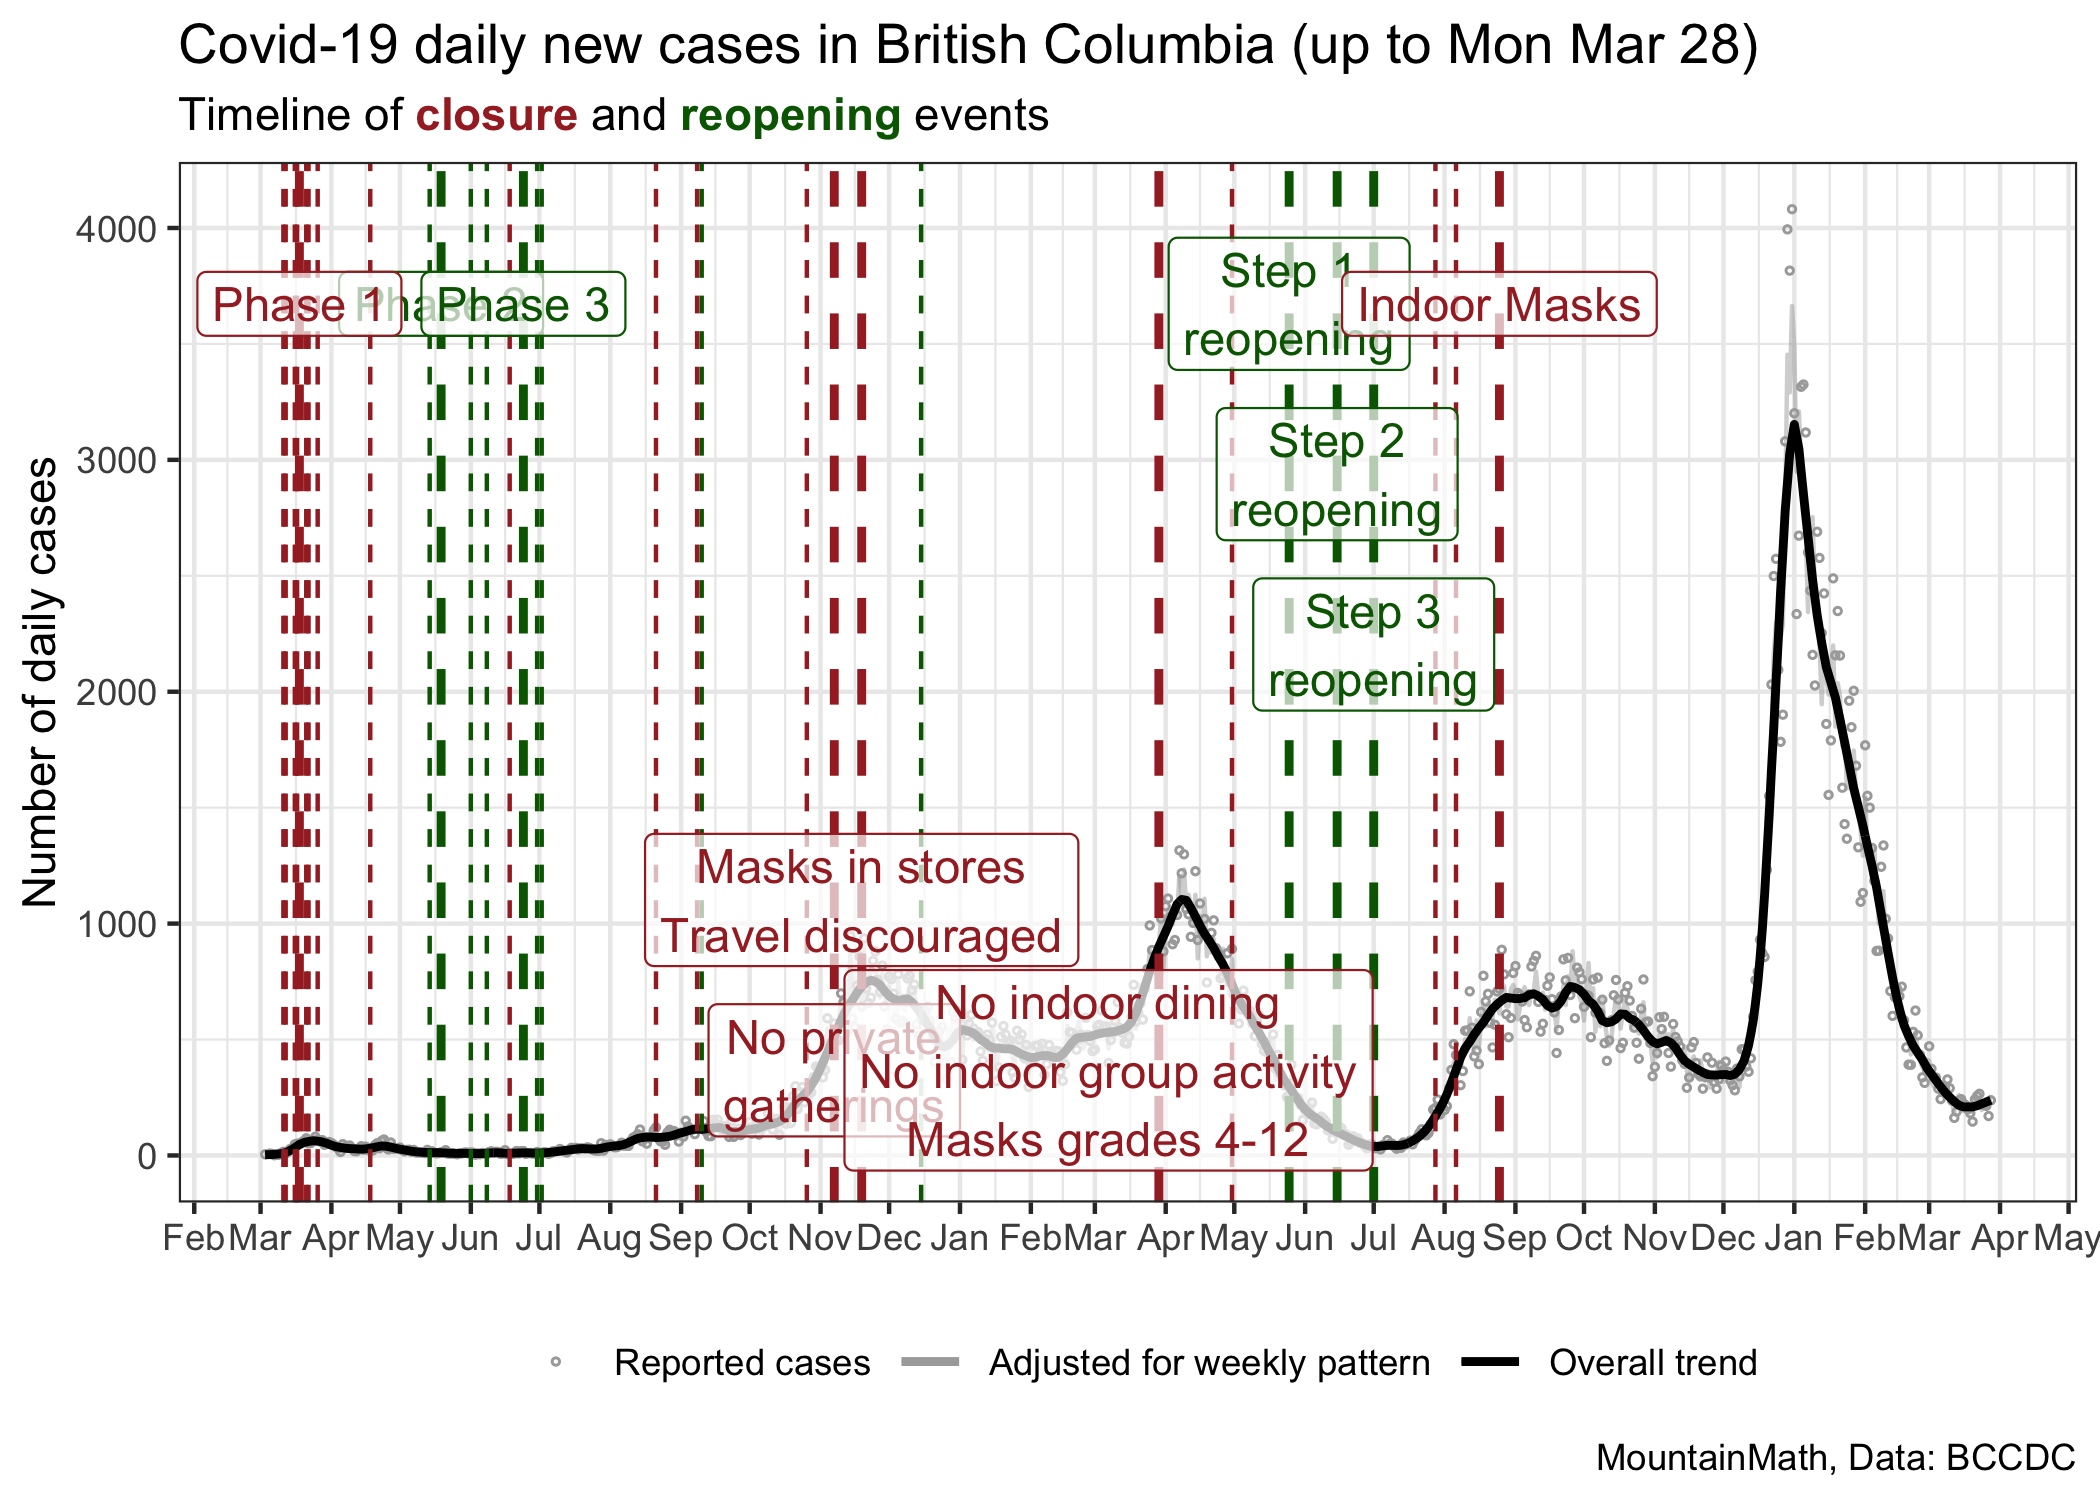 Covid-19 daily new cases in British Columbia (up to Mon Mar 28)
Timeline of closure and reopening events
Number of daily cases
4000
3000
2000
1000
0
Phase 1
Phase 2
Phase 3
Step 1
reopening
Indoor Masks
Step 2
reopening
Step 3
reopening
Masks in stores
Travel discouraged
No private
gatherings
No indoor dining
No indoor group activity
Masks grades 4-12
Feb Mar Apr May Jun Jul Aug Sep Oct Nov Dec Jan Feb Mar Apr May Jun Jul Aug Sep Oct Nov Dec Jan Feb Mar Apr May
Reported cases Adjusted for weekly pattern Overall trend
MountainMath, Data: BCCDC